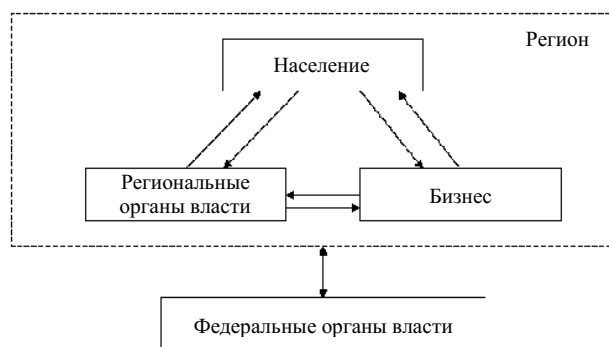 Регион
Население
Региональные
органы власти
Бизнес
Федеральные органы власти